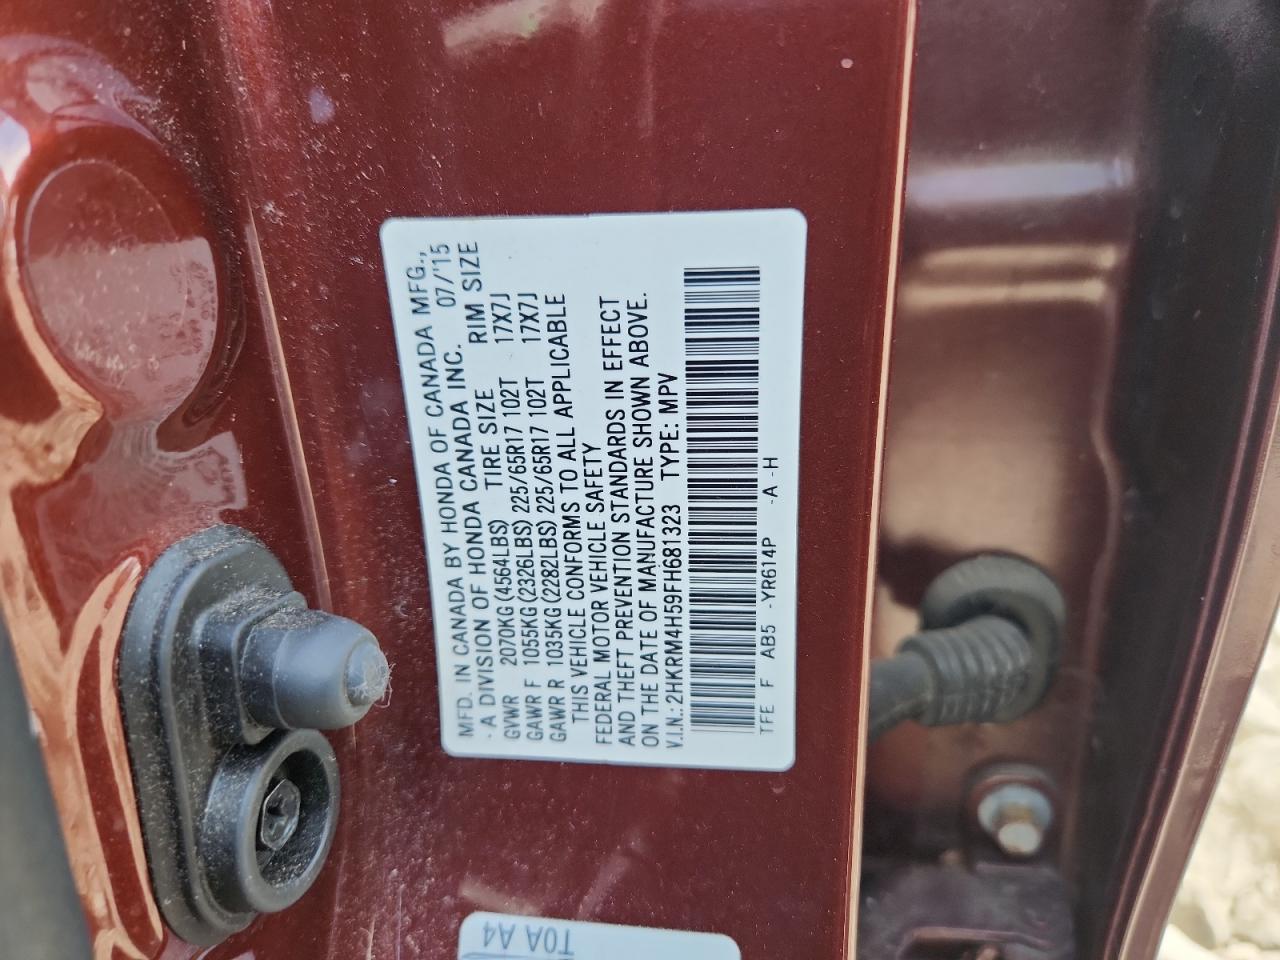 MFD. IN CANADA BY HONDA OF CANADA MFG.,
- A DIVISION OF HONDA CANADA INC. 07/'15
TIRE SIZE RIM SIZE
GVWR 2070KG(4564LBS)
GAWR F 1055KG(2326LBS) 225/65R17 102T 17X7J
GAWR R 1035KG(2282LBS) 225/65R17 102T 17X7J
THIS VEHICLE CONFORMS TO ALL APPLICABLE
FEDERAL MOTOR VEHICLE SAFETY
AND THEFT PREVENTION STANDARDS IN EFFECT
ON THE DATE OF MANUFACTURE SHOWN ABOVE.
V.I.N.: 2HKRM4H59FH681323 TYPE: MPV
TFE F AB5 -YR614P -A -H
TOA A4